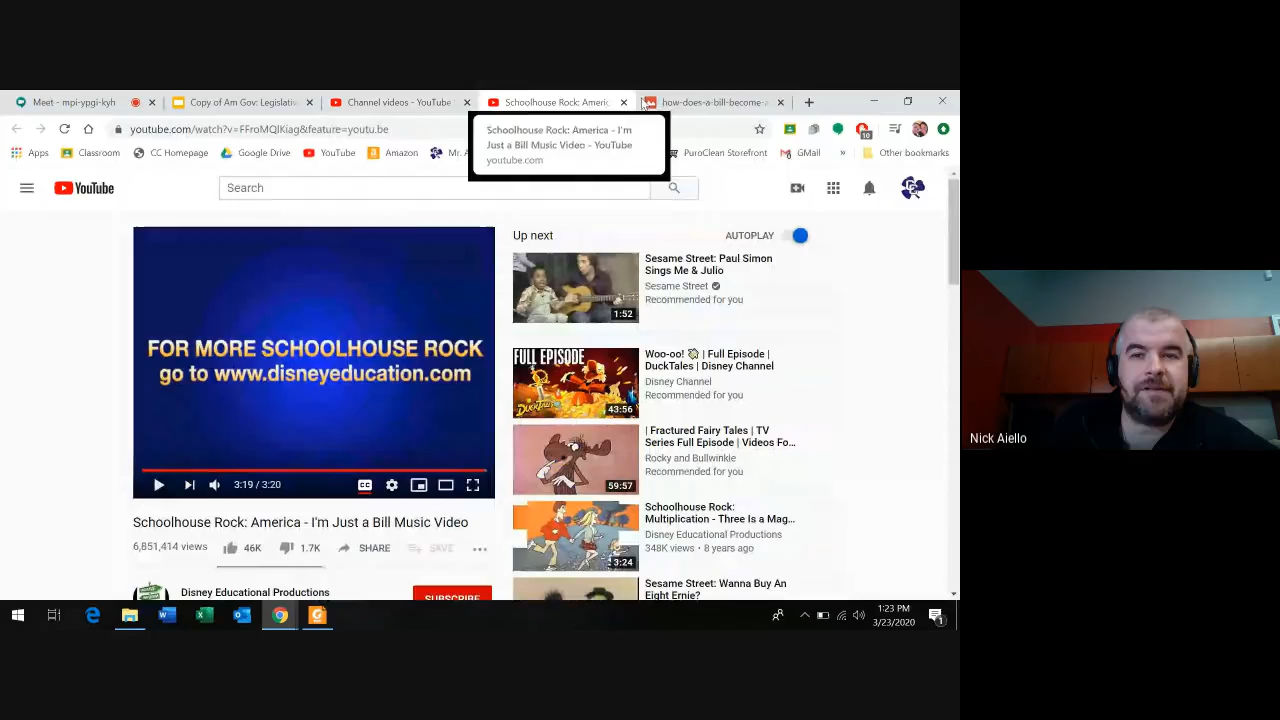 Meet - mpi-ypgi-kyh
Copy of Am Gov: Legislativ
Channel videos - YouTube
Schoolhouse Rock: Americ
how-does-a-bill-become-a
youtube.com/watch?v=FFroMQlKiag&feature=youtu.be
10
Schoolhouse Rock: America - I'm
Just a Bill Music Video - YouTube
youtube.com
Apps
Classroom
CC Homepage
Google Drive
YouTube
Amazon
Mr.
PuroClean Storefront
GMail
»
Other bookmarks
YouTube
Search
FOR MORE SCHOOLHOUSE ROCK
go to www.disneyeducation.com
3:19 / 3:20
CC
Schoolhouse Rock: America - I'm Just a Bill Music Video
6,851,414 views
46K
1.7K
SHARE
SAVE
Disney Educational Productions
SUBSCRIBE
Up next
AUTOPLAY
Sesame Street: Paul Simon
Sings Me & Julio
Sesame Street
Recommended for you
1:52
FULL EPISODE
DUCKTALES
43:56
Woo-oo! | Full Episode |
DuckTales | Disney Channel
Disney Channel
Recommended for you
59:57
| Fractured Fairy Tales | TV
Series Full Episode | Videos Fo...
Rocky and Bullwinkle
Recommended for you
3:24
Schoolhouse Rock:
Multiplication - Three Is a Mag...
Disney Educational Productions
348K views • 8 years ago
Sesame Street: Wanna Buy An
Eight Ernie?
Nick Aiello
1:23 PM
3/23/2020
1